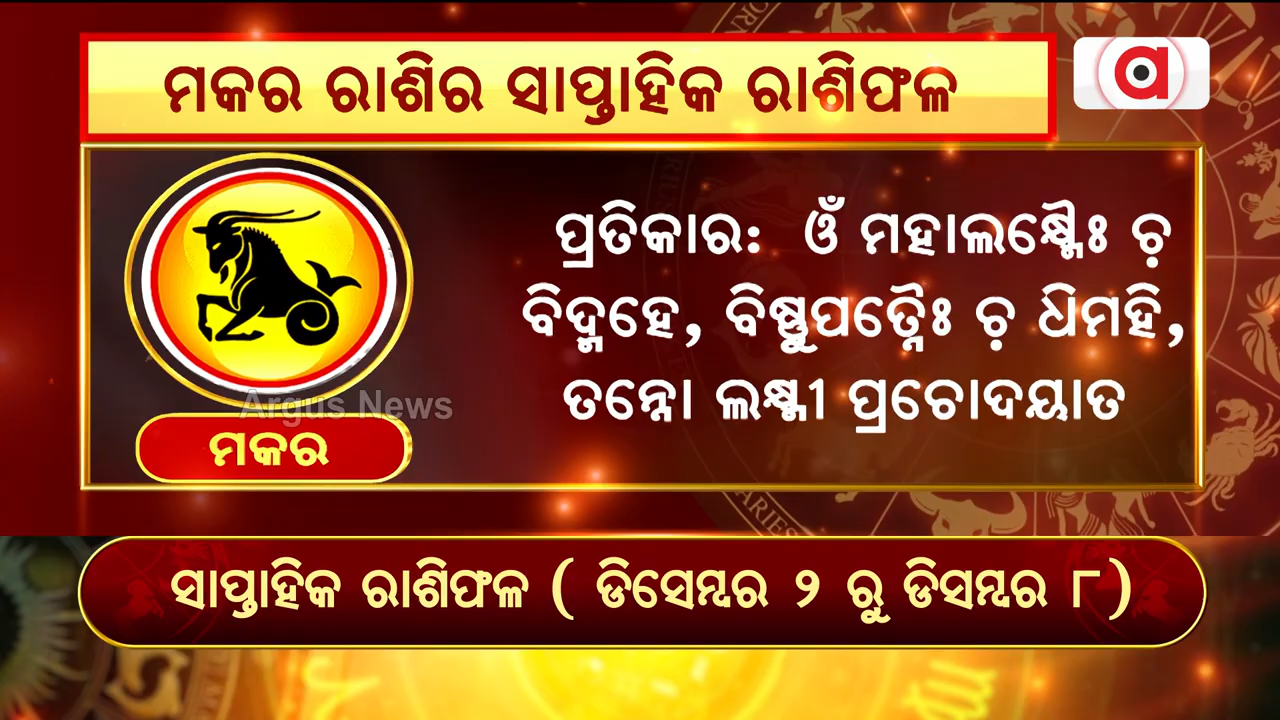 ମକର ରାଶିର ସାପ୍ତାହିକ ରାଶିଫଳ
a
ପ୍ରତିକାର: ଓଁ ମହାଲକ୍ଷ୍ମୈଃ ଚ଼
ବିଦ୍ମହେ, ବିଷ୍ଣୁପତ୍ନୈଃ ଚ଼ ଧିମହି,
ତନ୍ନୋ ଲକ୍ଷ୍ମୀ ପ୍ରଚୋଦୟାତ
Argus News
ମକର
ସାପ୍ତାହିକ ରାଶିଫଳ ( ଡିସେମ୍ବର ୨ ରୁ ଡିସମ୍ବର ୮ )